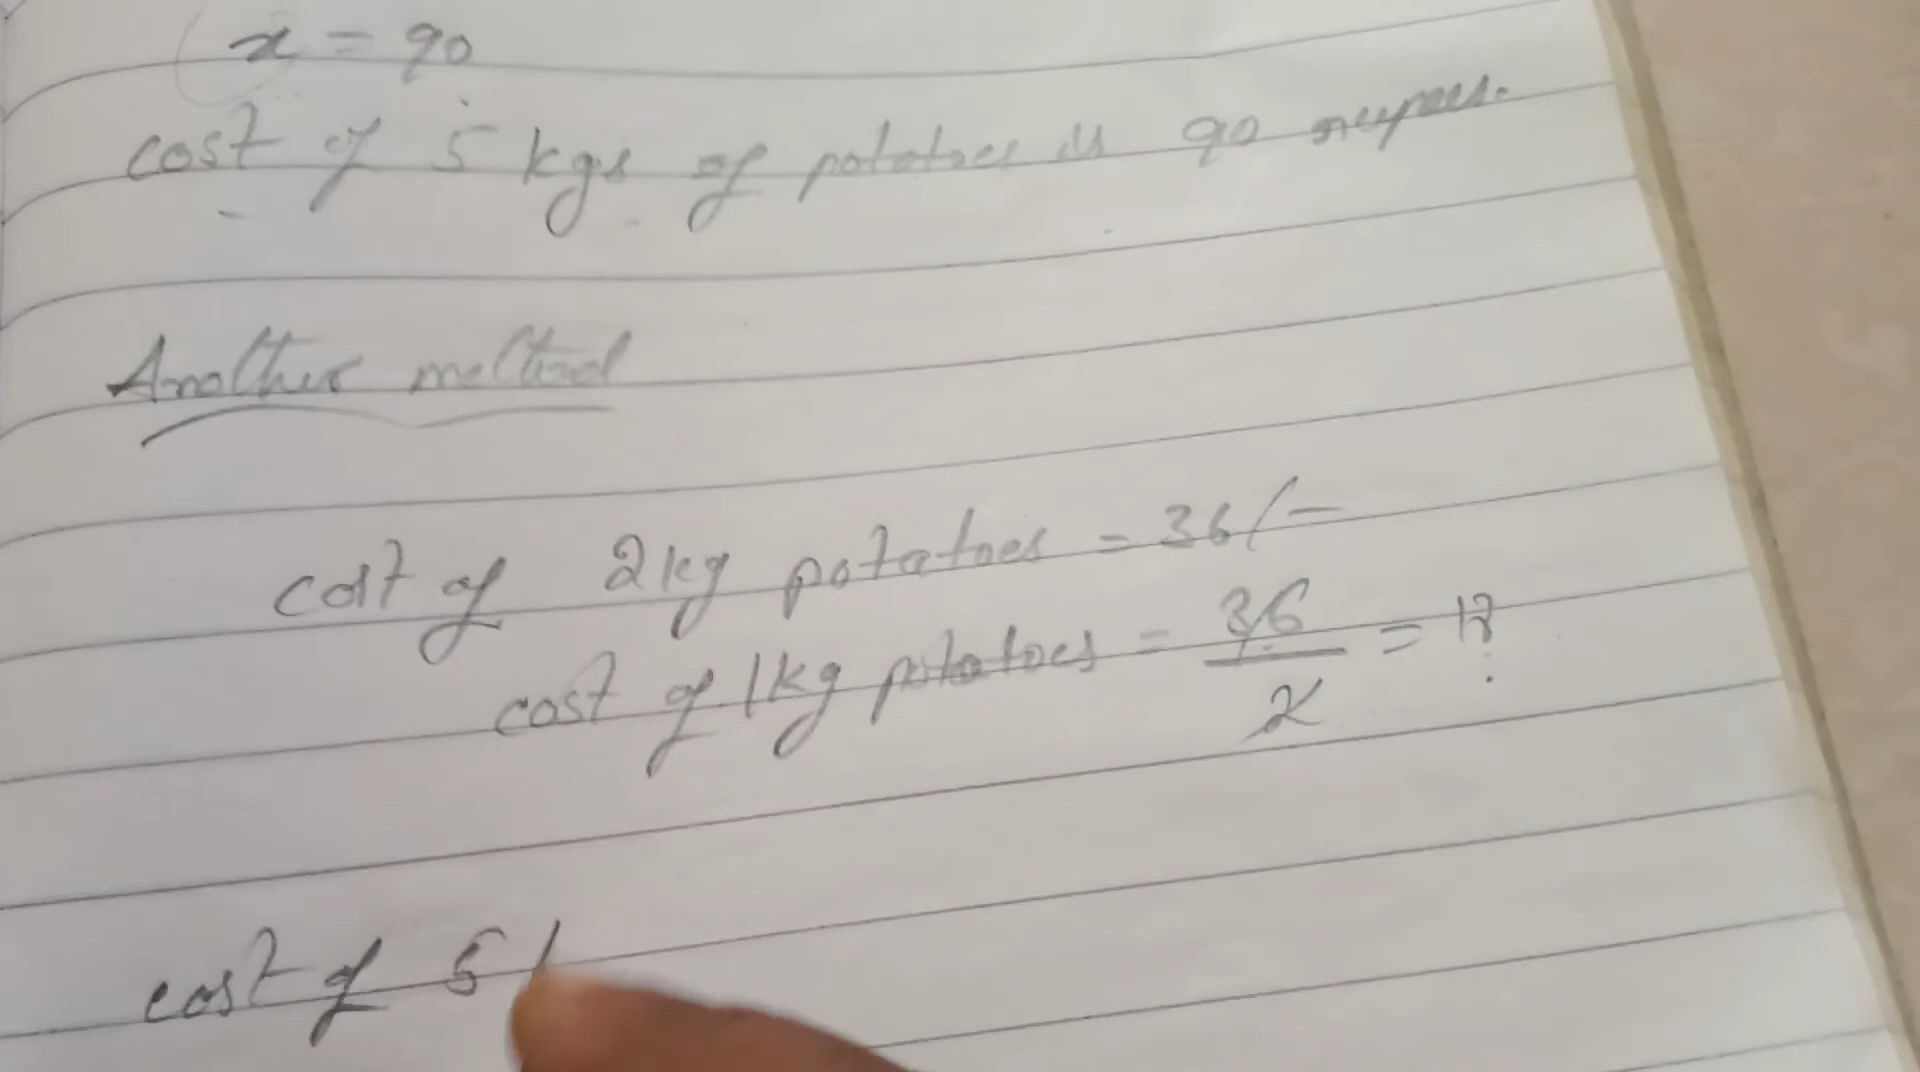 x = 90
cost of 5 kgs of potatoes is 90 rupees.
Another method
cost of 2kg potatoes = 36/-
cost of 1kg potatoes = 36/2 = 18
cost of 5